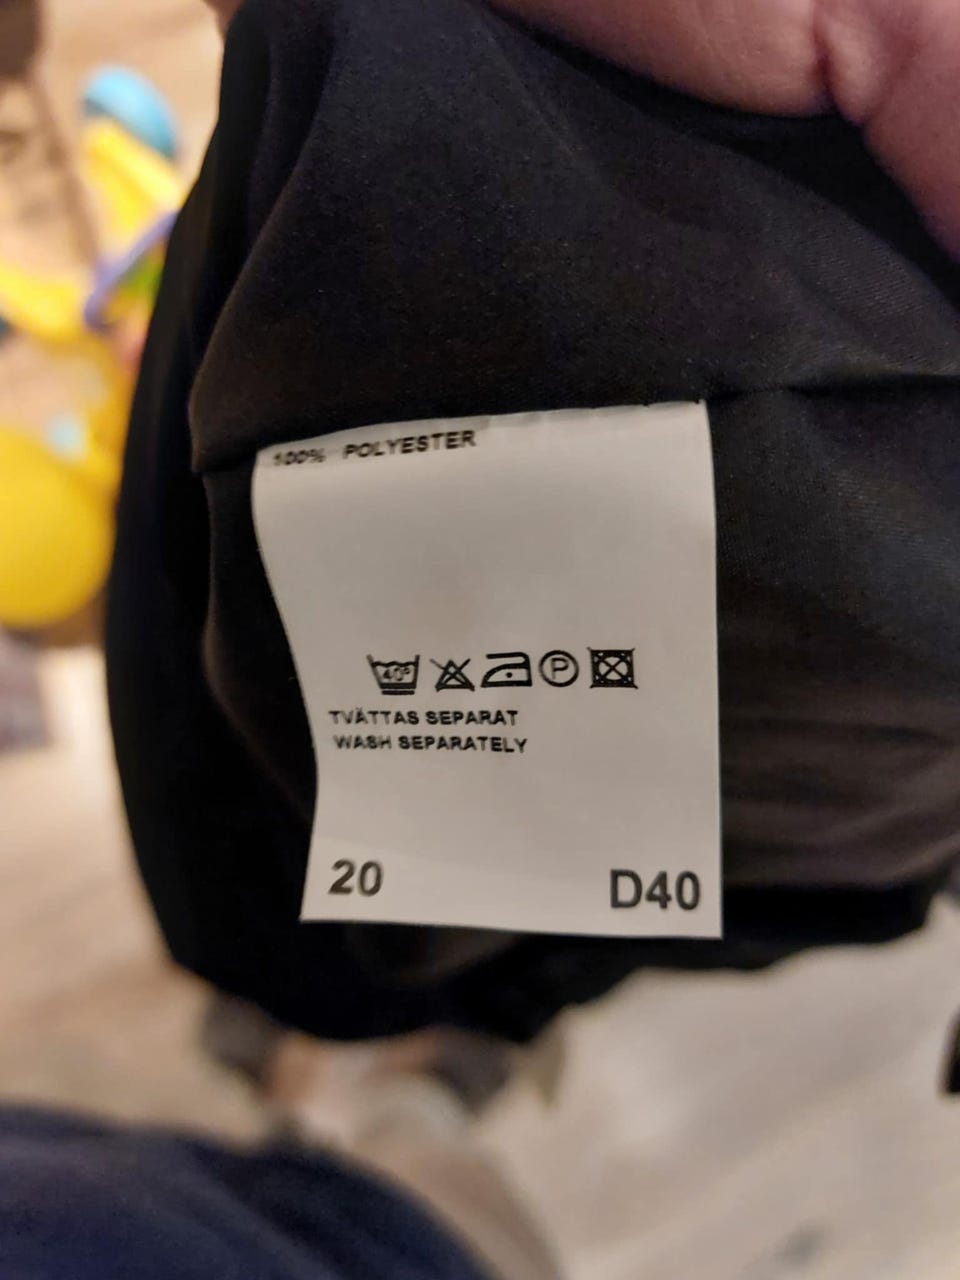 100% POLYESTER
40° P
TVÄTTAS SEPARAT
WASH SEPARATELY
20 D40